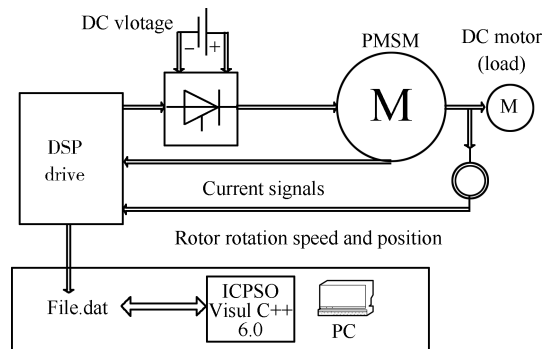 DC vlotage
− +
PMSM
DC motor
(load)
M
M
DSP
drive
Current signals
Rotor rotation speed and position
File.dat
ICPSO
Visul C++
6.0
PC